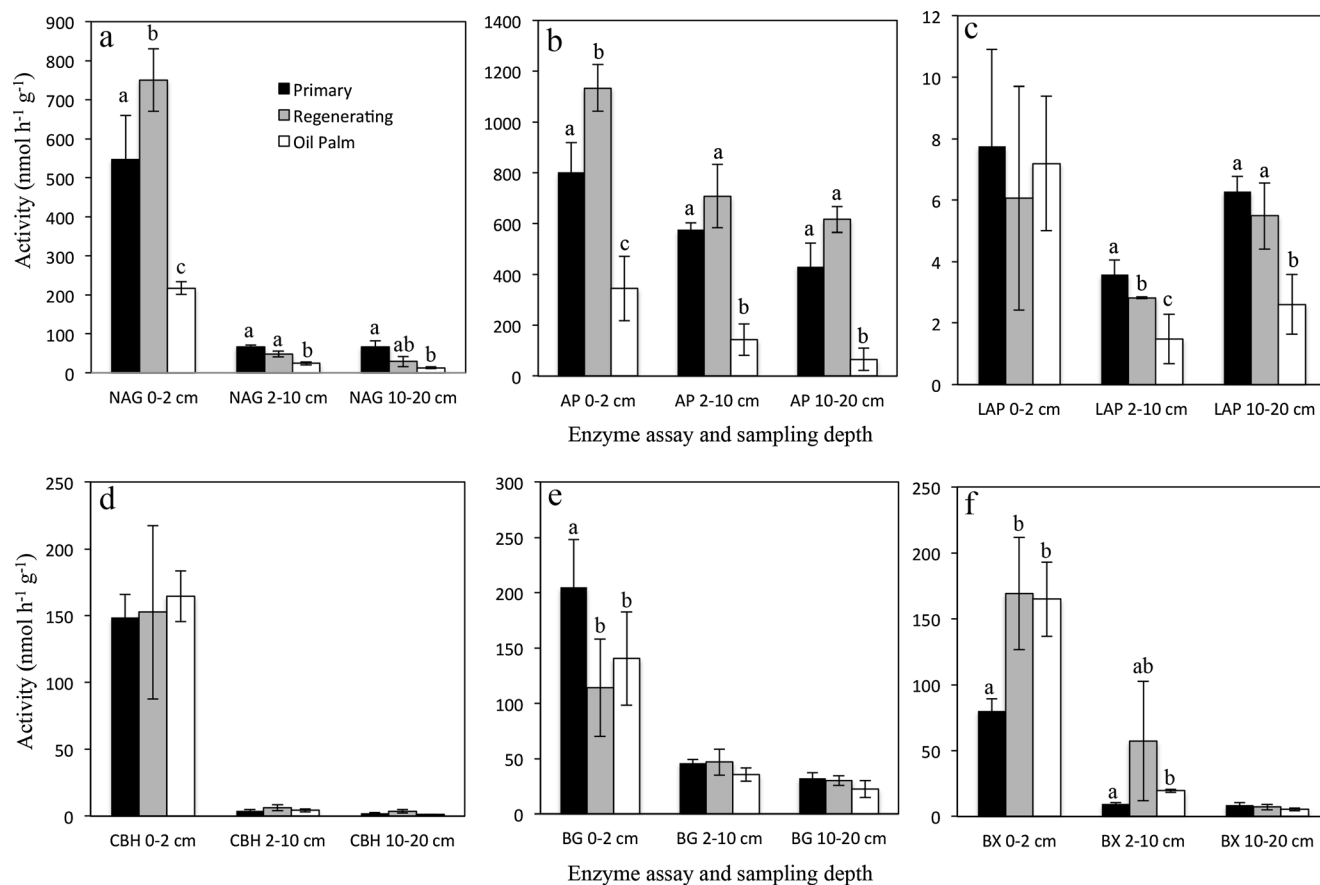 a
Activity (nmol h⁻¹ g⁻¹)
900
800
700
600
500
400
300
200
100
0
a
b
c
a
a
b
a
ab
b
Primary
Regenerating
Oil Palm
NAG 0-2 cm
NAG 2-10 cm
NAG 10-20 cm
b
1400
1200
1000
800
600
400
200
0
a
b
c
a
a
b
a
a
b
AP 0-2 cm
AP 2-10 cm
AP 10-20 cm
Enzyme assay and sampling depth
c
12
10
8
6
4
2
0
a
b
c
a
a
b
LAP 0-2 cm
LAP 2-10 cm
LAP 10-20 cm
d
Activity (nmol h⁻¹ g⁻¹)
250
200
150
100
50
0
CBH 0-2 cm
CBH 2-10 cm
CBH 10-20 cm
e
300
250
200
150
100
50
0
a
b
b
BG 0-2 cm
BG 2-10 cm
BG 10-20 cm
Enzyme assay and sampling depth
f
250
200
150
100
50
0
a
b
b
a
ab
b
BX 0-2 cm
BX 2-10 cm
BX 10-20 cm